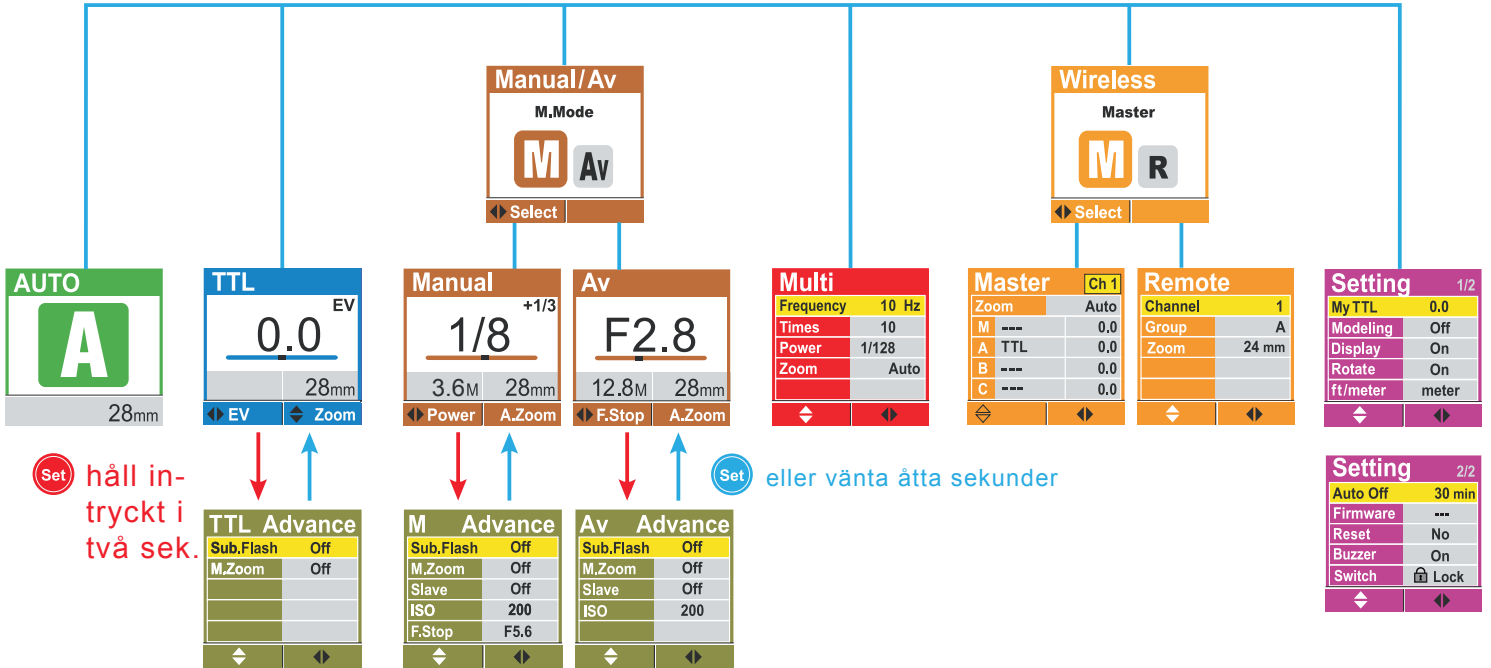 Manual/Av
M.Mode
M Av
Select
Wireless
Master
M R
Select
AUTO
A
28mm
TTL
EV
0.0
28mm
EV Zoom
Manual
+1/3
1/8
3.6M 28mm
Power A.Zoom
Av
F2.8
12.8M 28mm
F.Stop A.Zoom
Multi
Frequency 10 Hz
Times 10
Power 1/128
Zoom Auto
Master Ch 1
Zoom Auto
M --- 0.0
A TTL 0.0
B --- 0.0
C --- 0.0
Remote
Channel 1
Group A
Zoom 24 mm
Setting 1/2
My TTL 0.0
Modeling Off
Display On
Rotate On
ft/meter meter
Set håll in-
tryckt i
två sek.
Set eller vänta åtta sekunder
TTL Advance
Sub.Flash Off
M.Zoom Off
M Advance
Sub.Flash Off
M.Zoom Off
Slave Off
ISO 200
F.Stop F5.6
Av Advance
Sub.Flash Off
M.Zoom Off
Slave Off
ISO 200
Setting 2/2
Auto Off 30 min
Firmware ---
Reset No
Buzzer On
Switch Lock